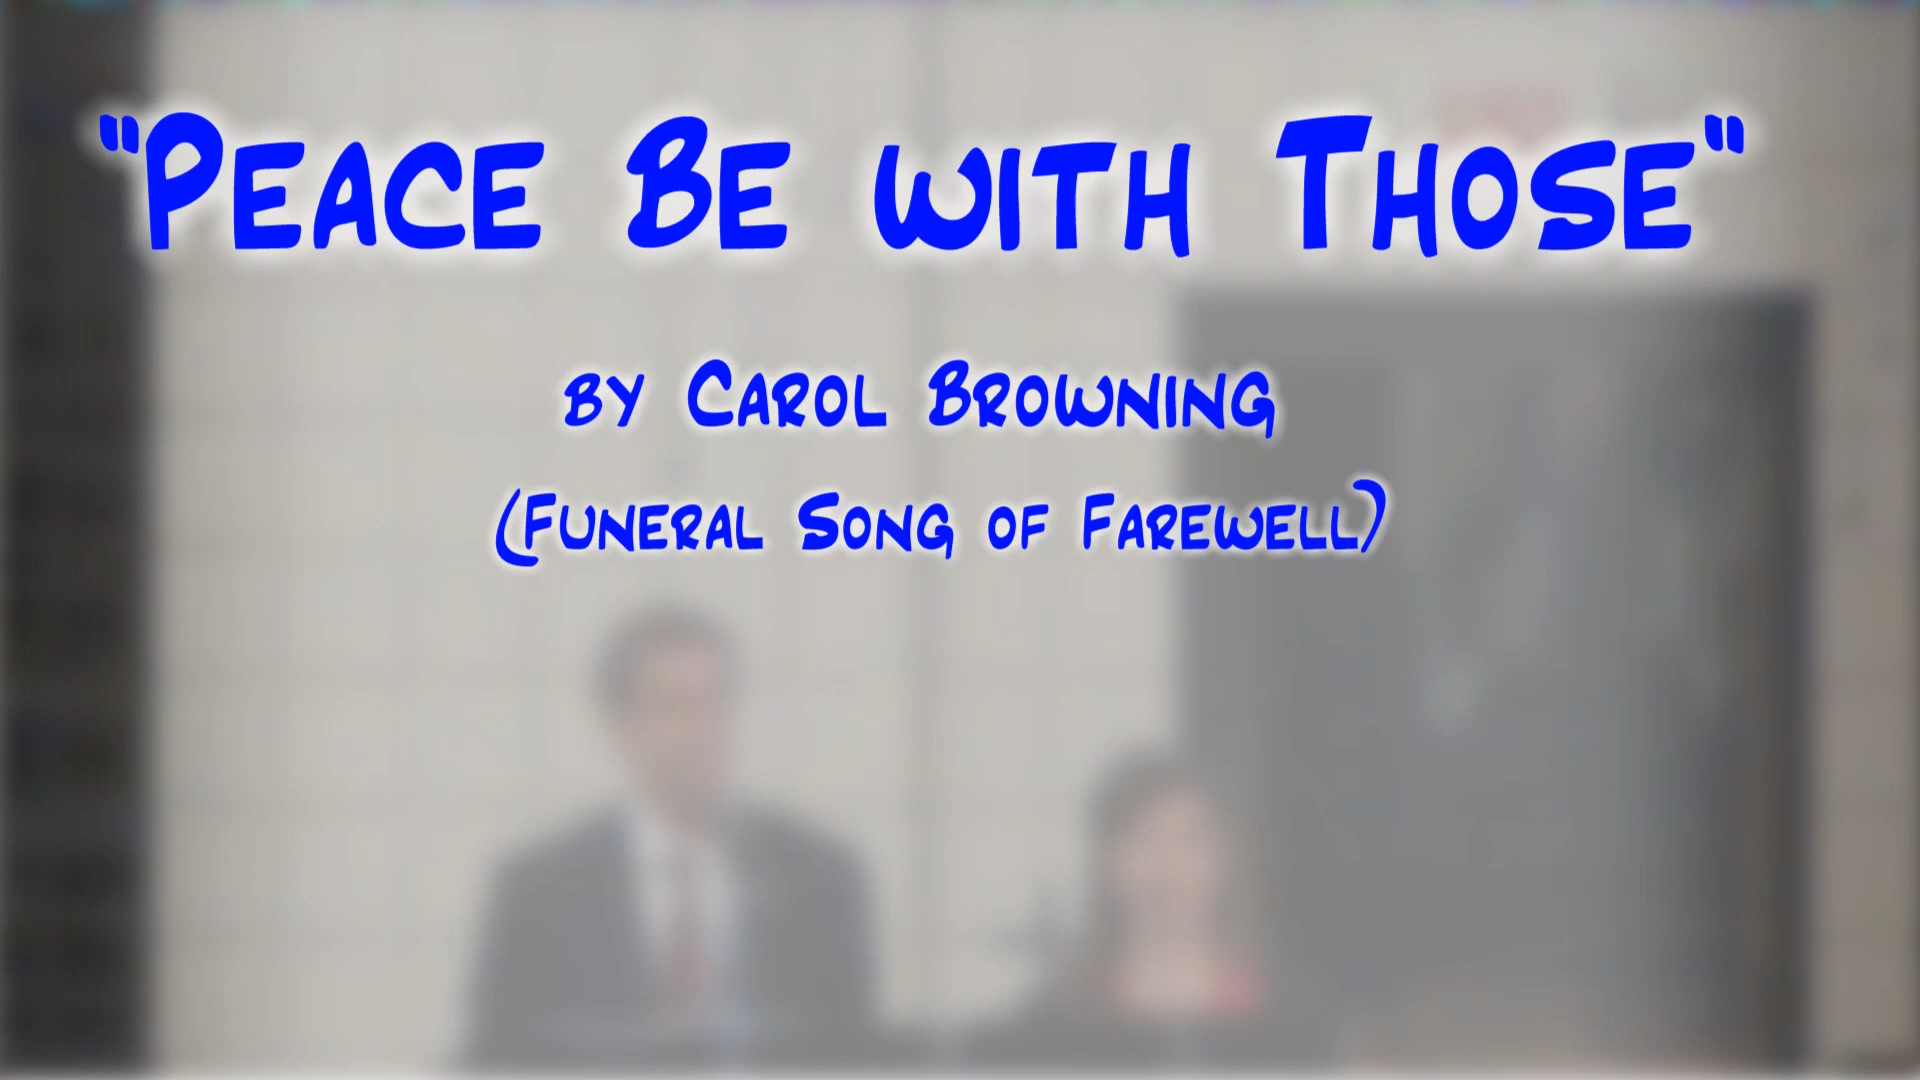 "Peace Be with Those"
by Carol Browning
(Funeral Song of Farewell)